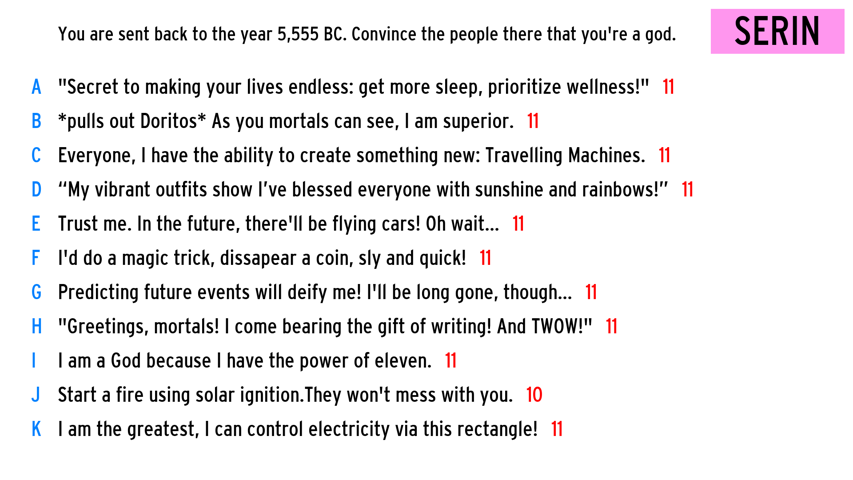 You are sent back to the year 5,555 BC. Convince the people there that you're a god.
SERIN
A "Secret to making your lives endless: get more sleep, prioritize wellness!" 11
B *pulls out Doritos* As you mortals can see, I am superior. 11
C Everyone, I have the ability to create something new: Travelling Machines. 11
D “My vibrant outfits show I’ve blessed everyone with sunshine and rainbows!” 11
E Trust me. In the future, there'll be flying cars! Oh wait... 11
F I'd do a magic trick, dissapear a coin, sly and quick! 11
G Predicting future events will deify me! I'll be long gone, though... 11
H "Greetings, mortals! I come bearing the gift of writing! And TWOW!" 11
I I am a God because I have the power of eleven. 11
J Start a fire using solar ignition.They won't mess with you. 10
K I am the greatest, I can control electricity via this rectangle! 11